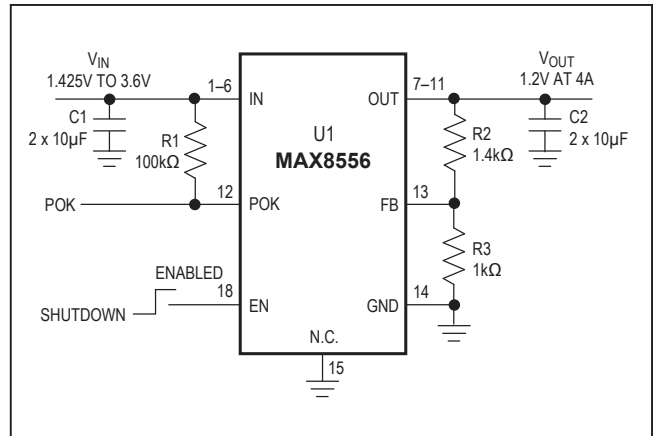 VIN
1.425V TO 3.6V
1–6
IN
C1
2 x 10µF
R1
100kΩ
POK
12
POK
ENABLED
SHUTDOWN
18
EN
U1
MAX8556
N.C.
15
OUT
7–11
VOUT
1.2V AT 4A
C2
2 x 10µF
R2
1.4kΩ
FB
13
R3
1kΩ
GND
14